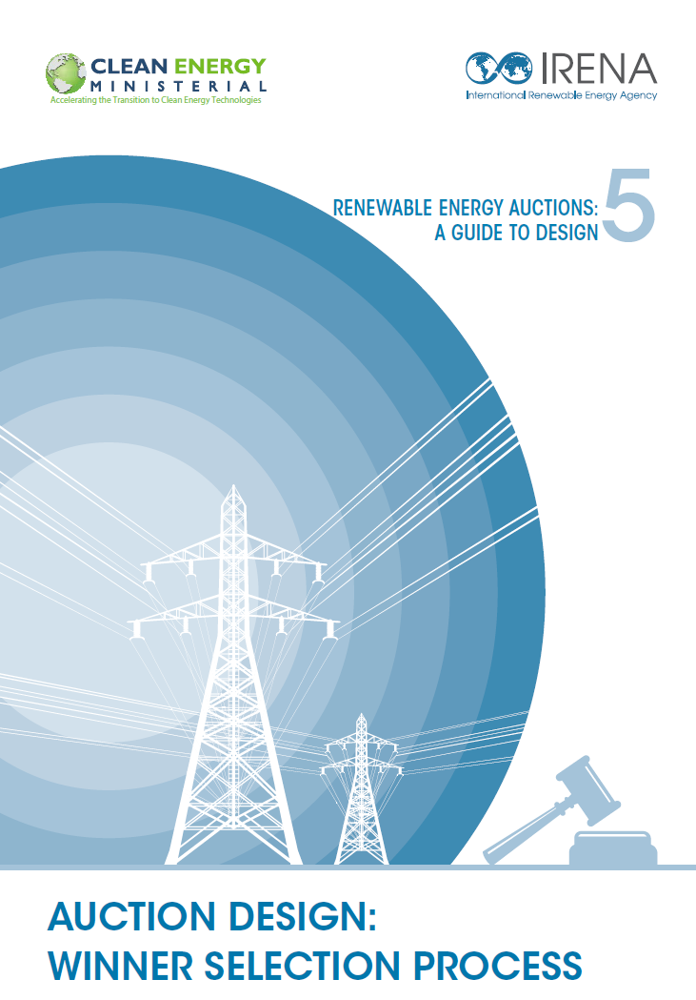 CLEAN ENERGY
MINISTERIAL
Accelerating the Transition to Clean Energy Technologies
IRENA
International Renewable Energy Agency
RENEWABLE ENERGY AUCTIONS:
A GUIDE TO DESIGN
5
AUCTION DESIGN:
WINNER SELECTION PROCESS